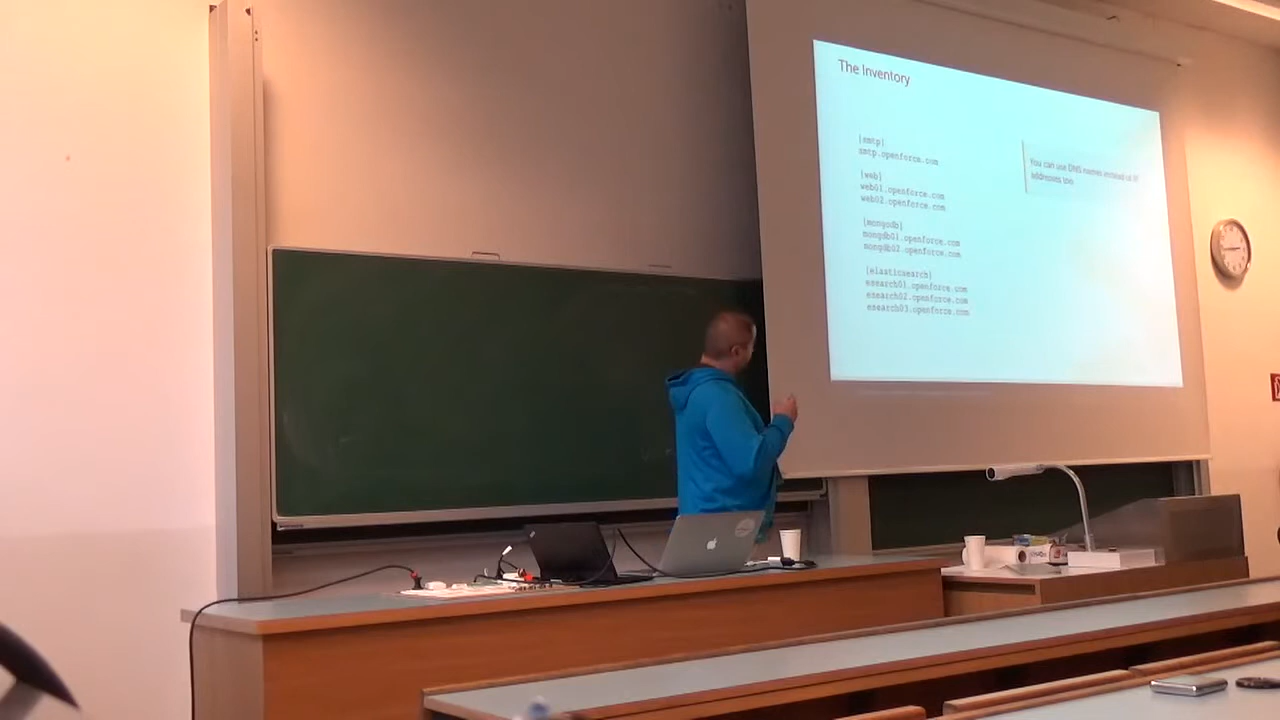 The Inventory
[smtp]
smtp.openforce.com
[web]
web01.openforce.com
web02.openforce.com
[mongodb]
mongdb01.openforce.com
mongdb02.openforce.com
[elasticsearch]
esearch01.openforce.com
esearch02.openforce.com
esearch03.openforce.com
You can use DNS names instead of IP
addresses too